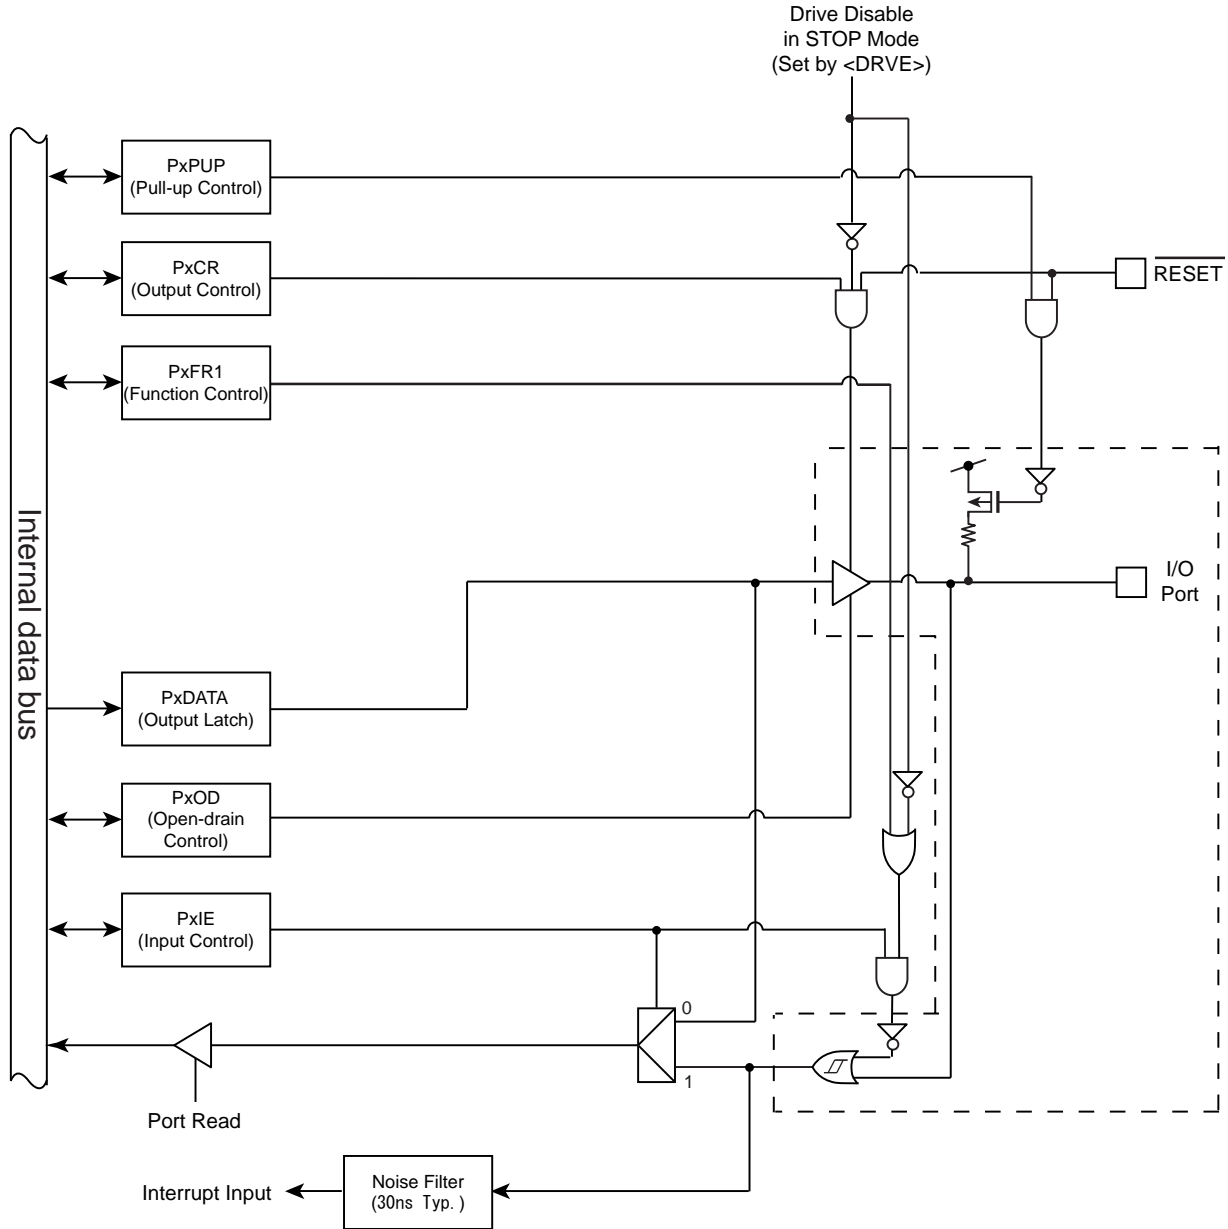 Drive Disable
in STOP Mode
(Set by <DRVE>)
PxPUP
(Pull-up Control)
PxCR
(Output Control)
RESET
PxFR1
(Function Control)
Internal data bus
I/O
Port
PxDATA
(Output Latch)
PxOD
(Open-drain
Control)
PxIE
(Input Control)
0
1
Port Read
Noise Filter
(30ns Typ.)
Interrupt Input